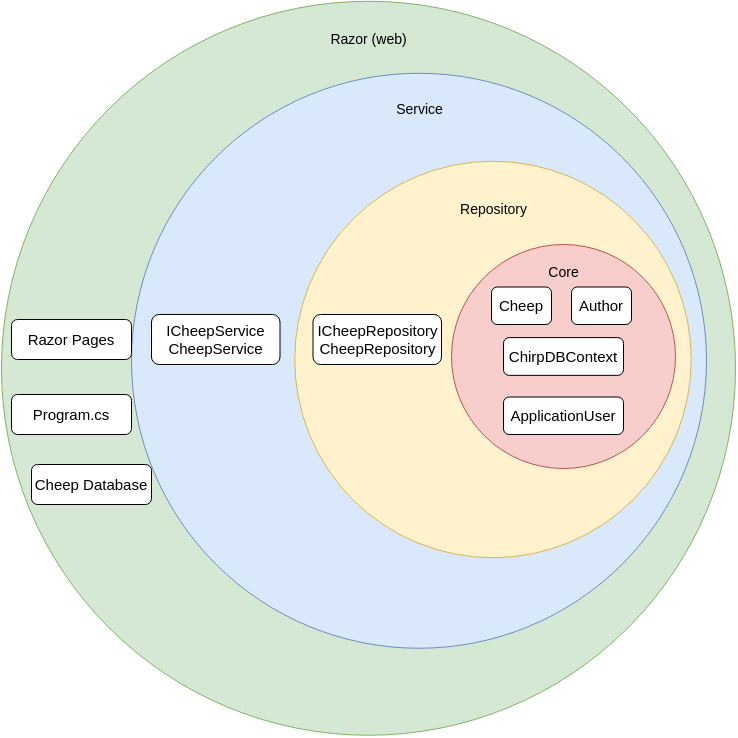 Razor (web)
Service
Repository
Core
Cheep
Author
ICheepService
CheepService
ICheepRepository
CheepRepository
Razor Pages
ChirpDBContext
Program.cs
ApplicationUser
Cheep Database